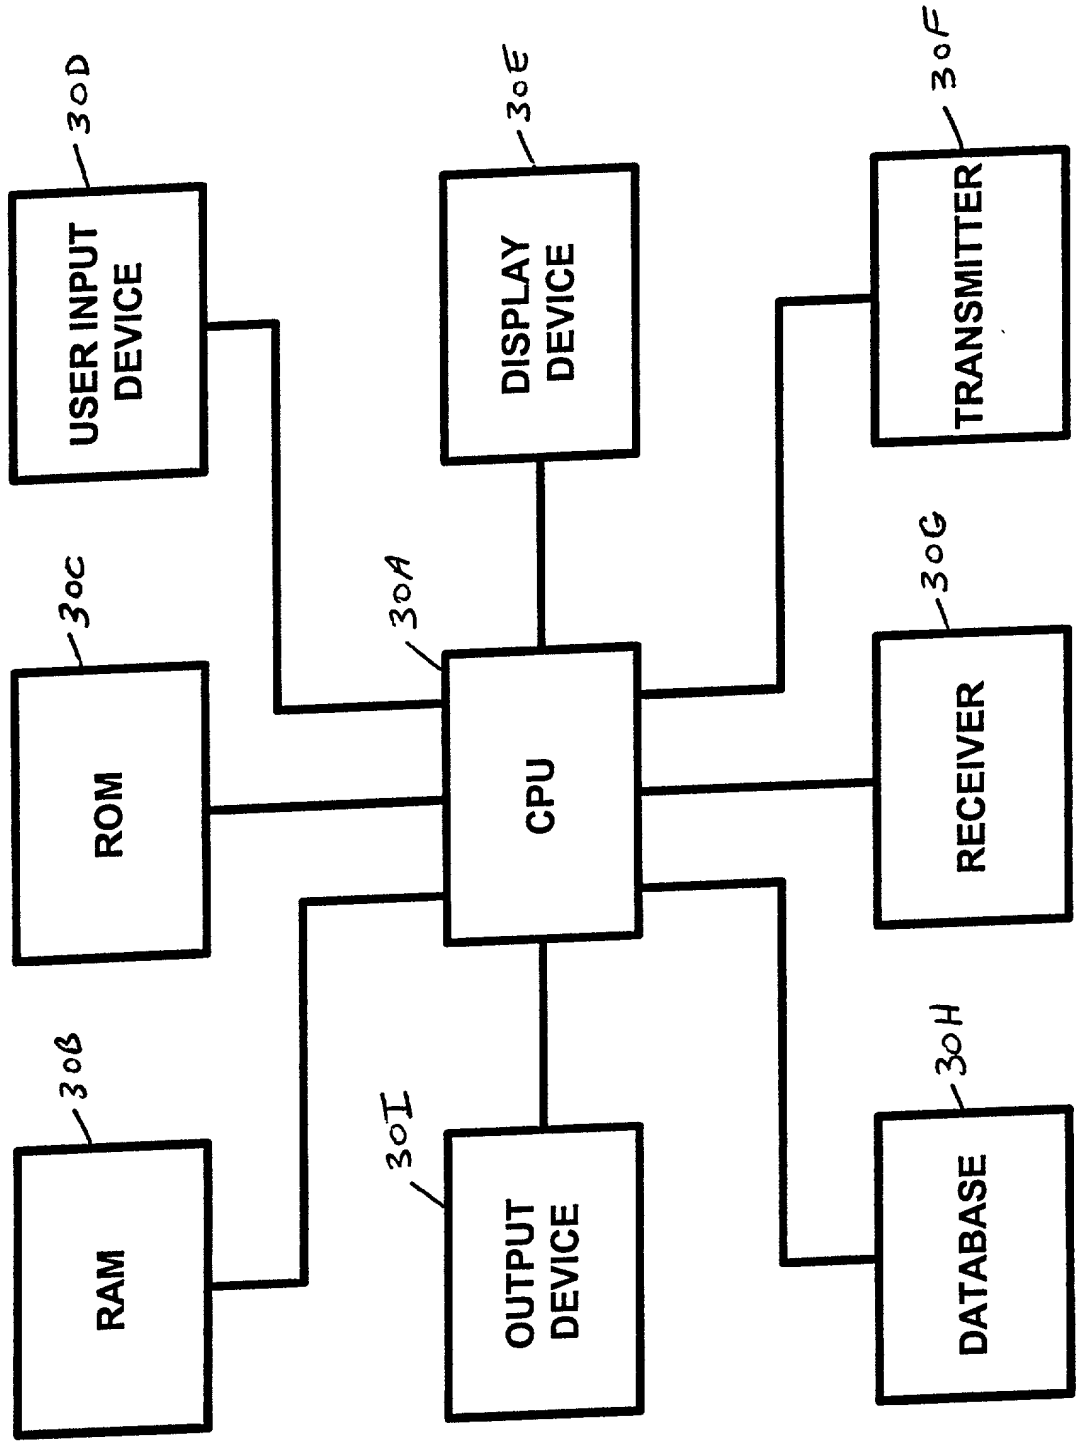 30B
30C
30D
RAM
ROM
USER INPUT
DEVICE
30I
30A
30E
OUTPUT
DEVICE
CPU
DISPLAY
DEVICE
30H
30G
30F
DATABASE
RECEIVER
TRANSMITTER